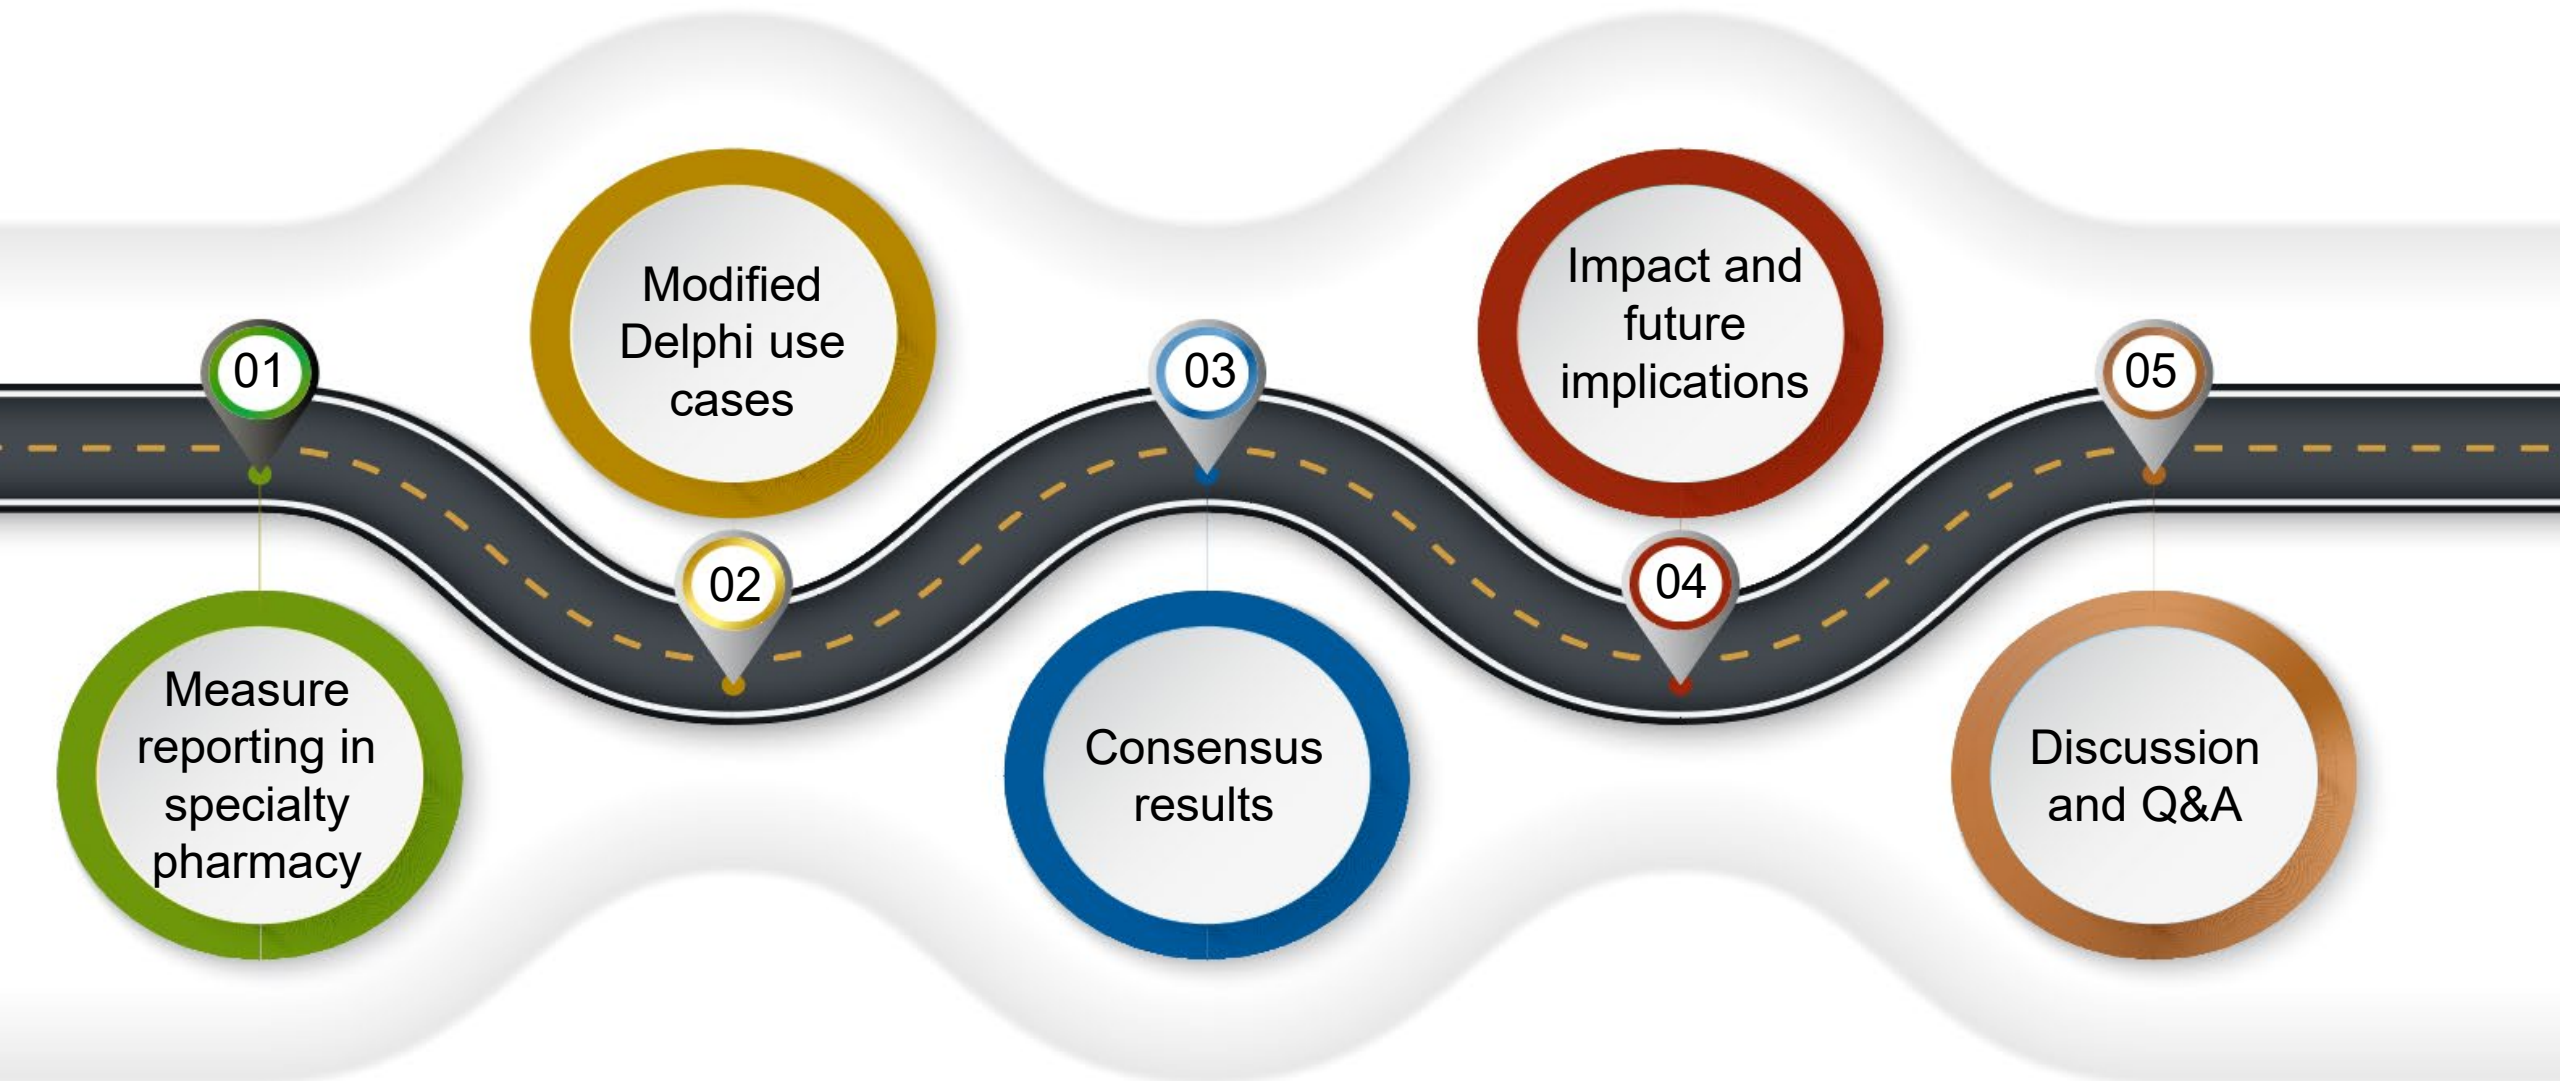 01
Measure
reporting in
specialty
pharmacy
02
Modified
Delphi use
cases
03
Consensus
results
04
Impact and
future
implications
05
Discussion
and Q&A